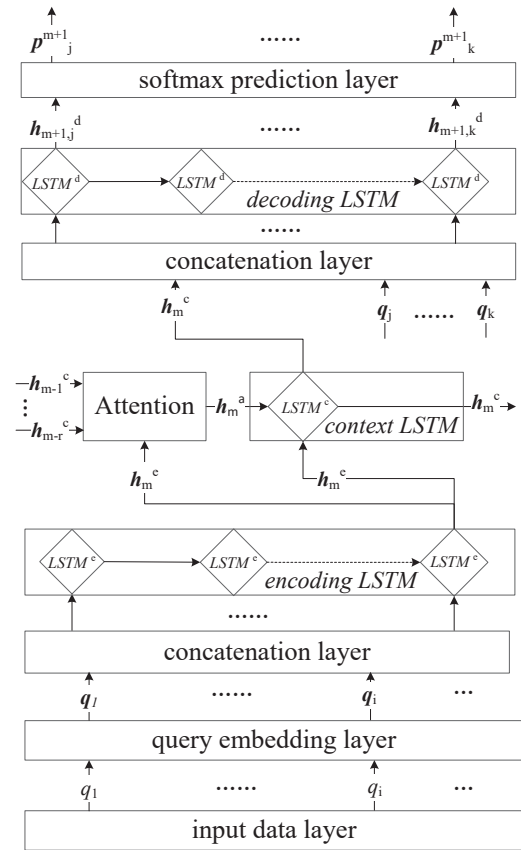 p^{m+1}_j ...... p^{m+1}_k
softmax prediction layer
h_{m+1,j}^d ...... h_{m+1,k}^d
LSTM^d LSTM^d LSTM^d
decoding LSTM
......
concatenation layer
h_m^c q_j ...... q_k
h_{m-1}^c
⋮
h_{m-r}^c
Attention h_m^a LSTM^c h_m^c
context LSTM
h_m^e h_m^e
LSTM^e LSTM^e LSTM^e
encoding LSTM
......
concatenation layer
q_1 ...... q_i ...
query embedding layer
q_1 ...... q_i ...
input data layer